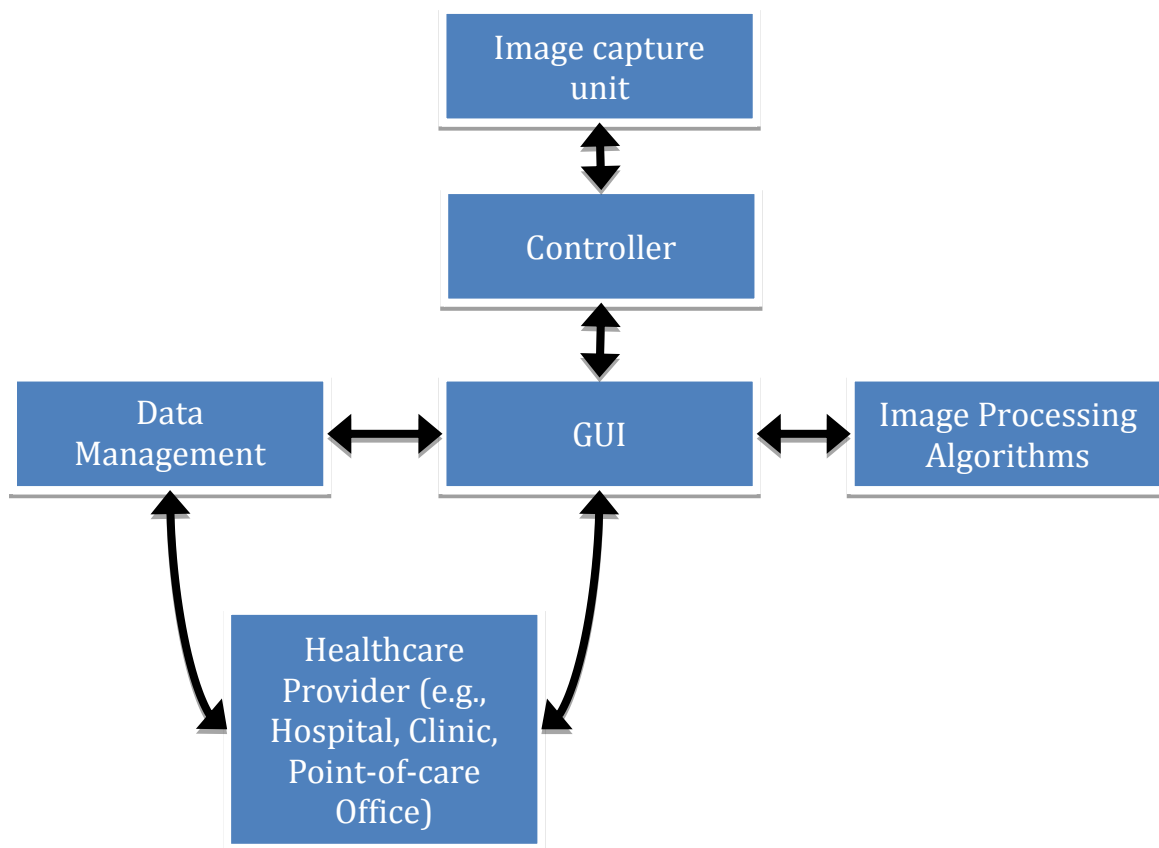 Image capture
unit
Controller
Data
Management
GUI
Image Processing
Algorithms
Healthcare
Provider (e.g.,
Hospital, Clinic,
Point-of-care
Office)